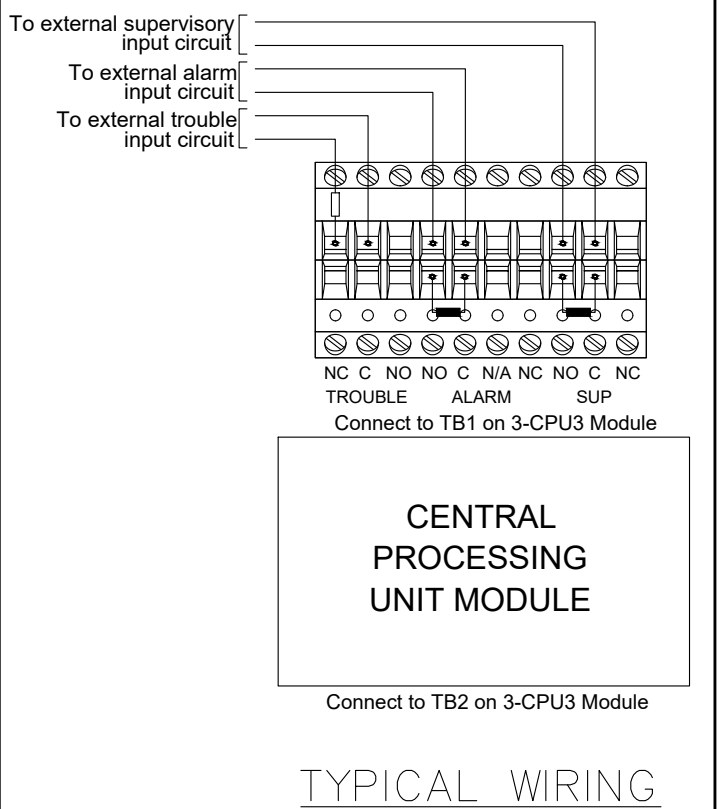 To external supervisory
input circuit
To external alarm
input circuit
To external trouble
input circuit
NC C NO NO C N/A NC NO C NC
TROUBLE ALARM SUP
Connect to TB1 on 3-CPU3 Module
CENTRAL
PROCESSING
UNIT MODULE
Connect to TB2 on 3-CPU3 Module
TYPICAL WIRING